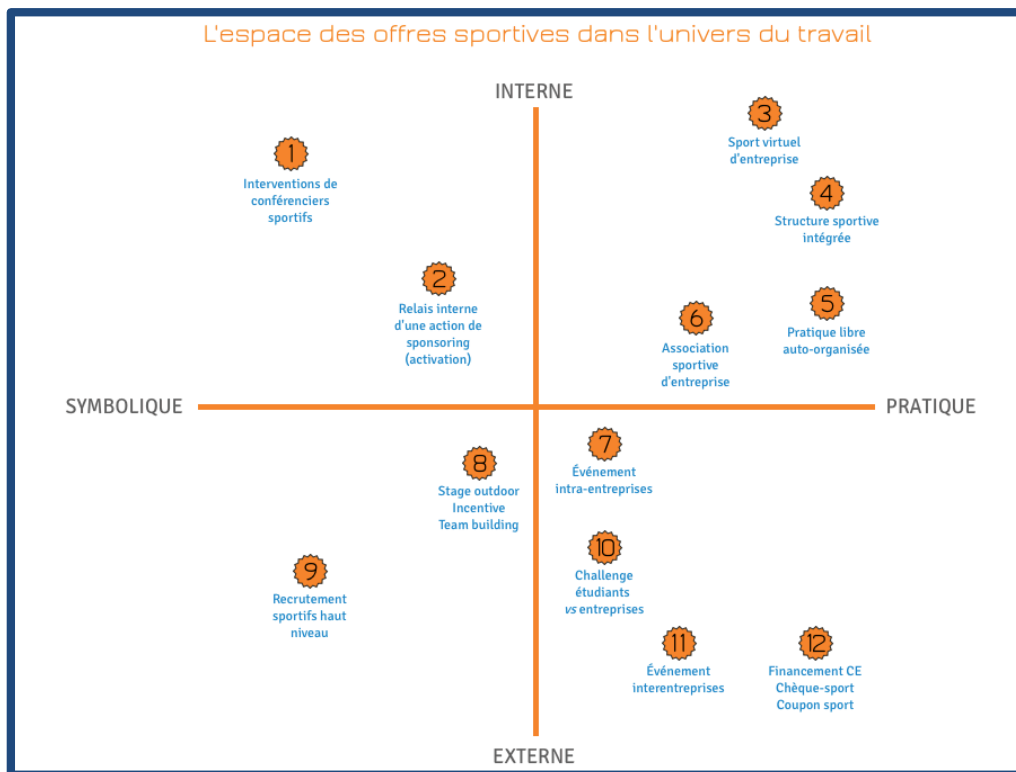 L'espace des offres sportives dans l'univers du travail
INTERNE
1
Interventions de
conférenciers
sportifs
2
Relais interne
d'une action de
sponsoring
(activation)
3
Sport virtuel
d'entreprise
4
Structure sportive
intégrée
5
Pratique libre
auto-organisée
6
Association
sportive
d'entreprise
SYMBOLIQUE
PRATIQUE
7
Événement
intra-entreprises
8
Stage outdoor
Incentive
Team building
9
Recrutement
sportifs haut
niveau
10
Challenge
étudiants
vs entreprises
11
Événement
interentreprises
12
Financement CE
Chèque-sport
Coupon sport
EXTERNE